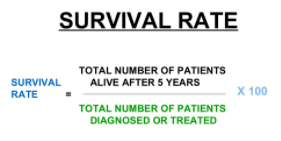 SURVIVAL RATE
TOTAL NUMBER OF PATIENTS
ALIVE AFTER 5 YEARS
SURVIVAL
RATE =
X 100
TOTAL NUMBER OF PATIENTS
DIAGNOSED OR TREATED